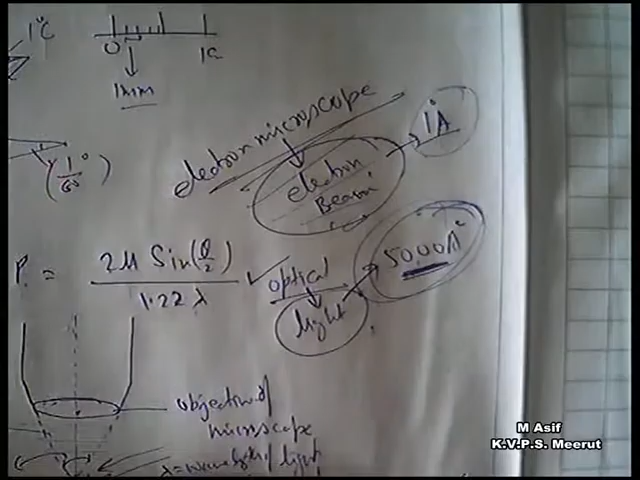 1°C
0 1c
1mm
electron microscope
1Å
electron
Beam
(1/60°)
P. = 2μ Sin(θ/2) / 1.22 λ
optical
light
5000A°
objective of
microscope
λ = wavelength of light
M Asif
K.V.P.S. Meerut